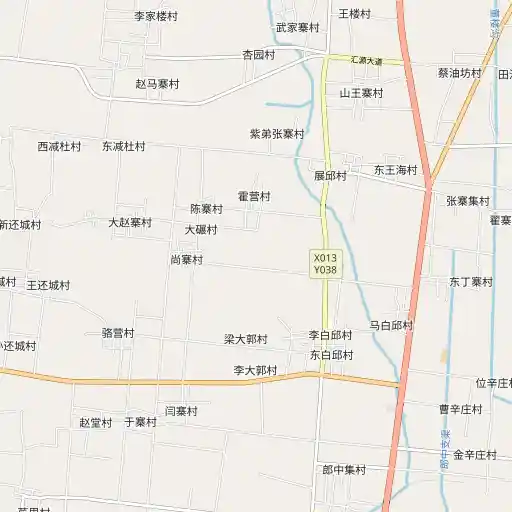 李家楼村
王楼村
武家寨村
杏园村
汇源大道
蔡油坊村
赵马寨村
山王寨村
紫弟张寨村
西减杜村
东减杜村
展邱村
东王海村
霍营村
张寨集村
陈寨村
大赵寨村
新还城村
大碾村
尚寨村
X013
Y038
东丁寨村
王还城村
马白邱村
骆营村
梁大郭村
李白邱村
东白邱村
李大郭村
闫寨村
赵堂村
于寨村
曹辛庄村
郎中支渠
金辛庄村
郎中集村